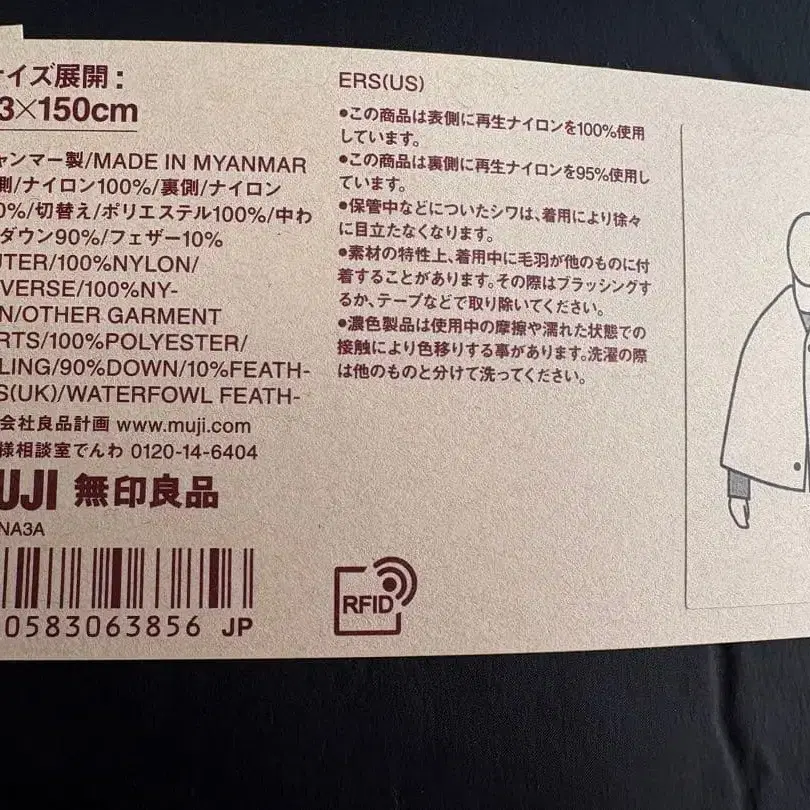 イズ展開：
3×150cm
ャンマー製/MADE IN MYANMAR
側/ナイロン100%/裏側/ナイロン
0%/切替え/ポリエステル100%/中わ
ダウン90%/フェザー10%
UTER/100%NYLON/
VERSE/100%NY-
N/OTHER GARMENT
RTS/100%POLYESTER/
LING/90%DOWN/10%FEATH-
S(UK)/WATERFOWL FEATH-
会社良品計画 www.muji.com
様相談室でんわ 0120-14-6404
UJI 無印良品
NA3A
0583063856 JP
ERS(US)
●この商品は表側に再生ナイロンを100%使用
しています。
●この商品は裏側に再生ナイロンを95%使用し
ています。
●保管中などについたシワは、着用により徐々
に目立たなくなります。
●素材の特性上、着用中に毛羽が他のものに付
着することがあります。その際はブラッシングす
るか、テープなどで取り除いてください。
●濃色製品は使用中の摩擦や濡れた状態での
接触により色移りする事があります。洗濯の際
は他のものと分けて洗ってください。
RFID